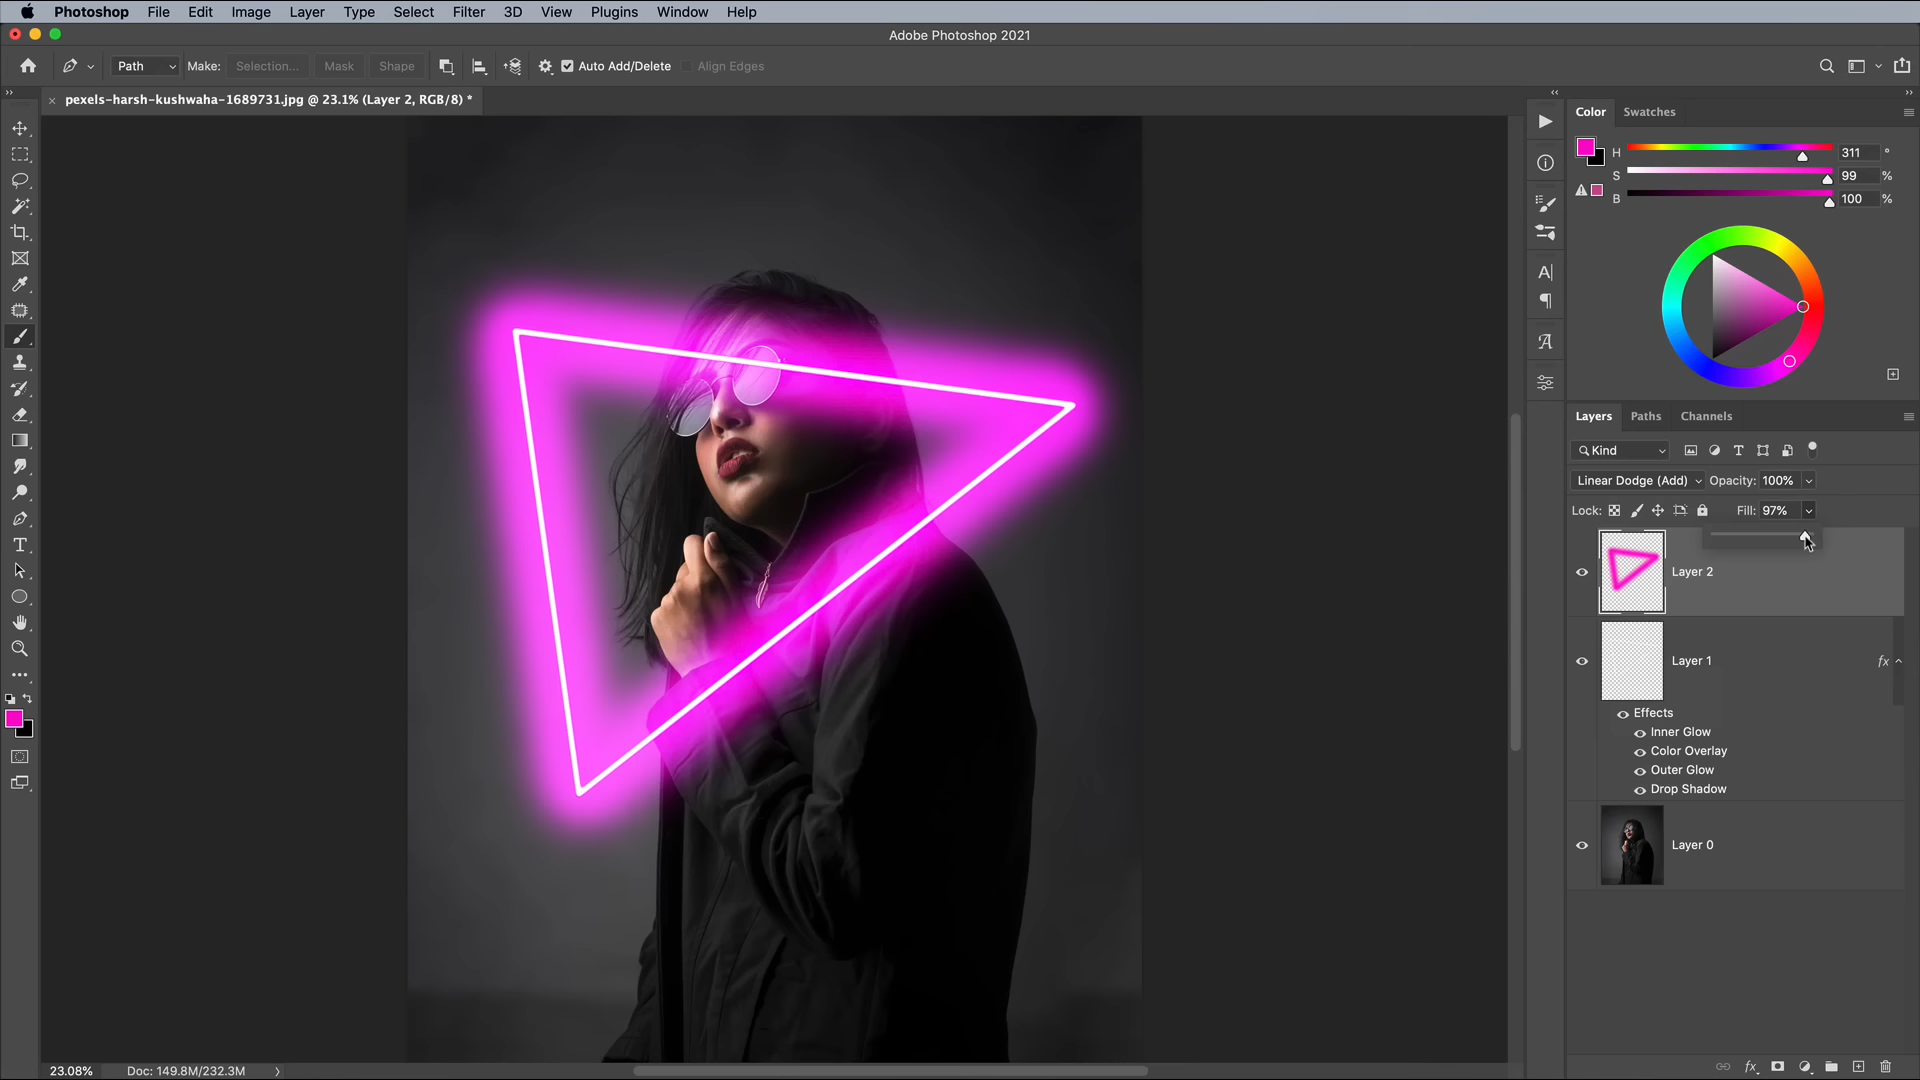 Photoshop File Edit Image Layer Type Select Filter 3D View Plugins Window Help
Adobe Photoshop 2021
Path Make: Selection... Mask Shape Auto Add/Delete Align Edges
pexels-harsh-kushwaha-1689731.jpg @ 23.1% (Layer 2, RGB/8) *
Color Swatches
H 311 °
S 99 %
B 100 %
Layers Paths Channels
Kind
Linear Dodge (Add) Opacity: 100%
Lock: Fill: 97%
Layer 2
Layer 1 fx
Effects
Inner Glow
Color Overlay
Outer Glow
Drop Shadow
Layer 0
23.08% Doc: 149.8M/232.3M
fx